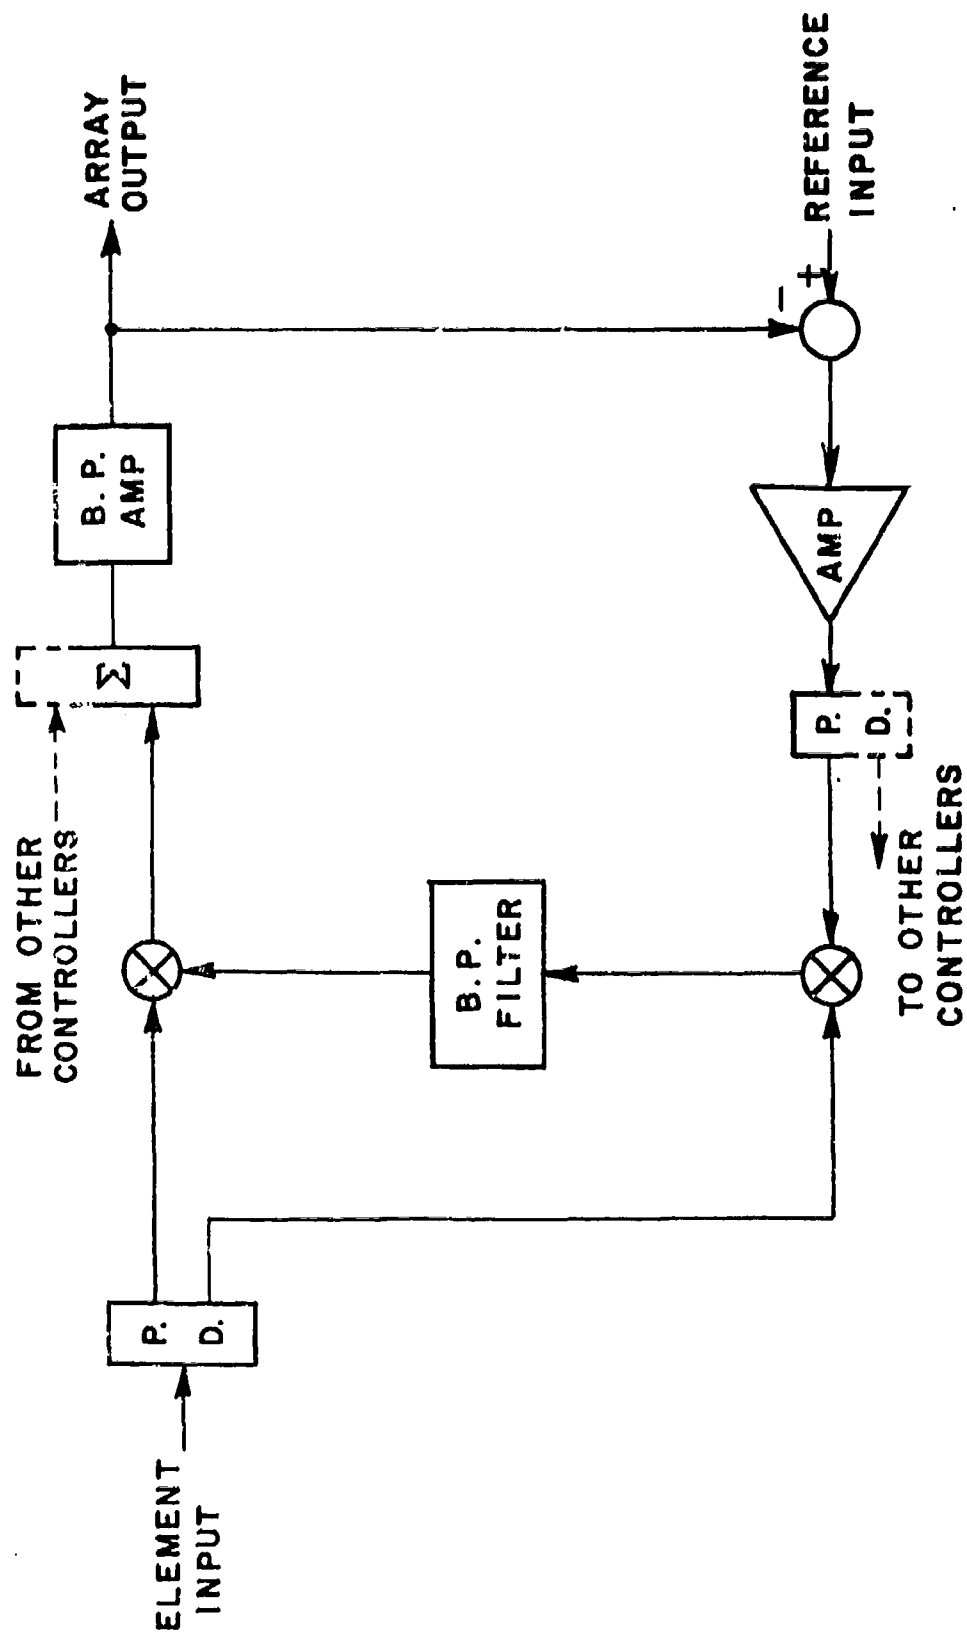 FROM OTHER
CONTROLLERS
ARRAY
OUTPUT
ELEMENT
INPUT
P.
D.
Σ
B. P.
AMP
B. P.
FILTER
-
+
REFERENCE
INPUT
AMP
P.
D.
TO OTHER
CONTROLLERS